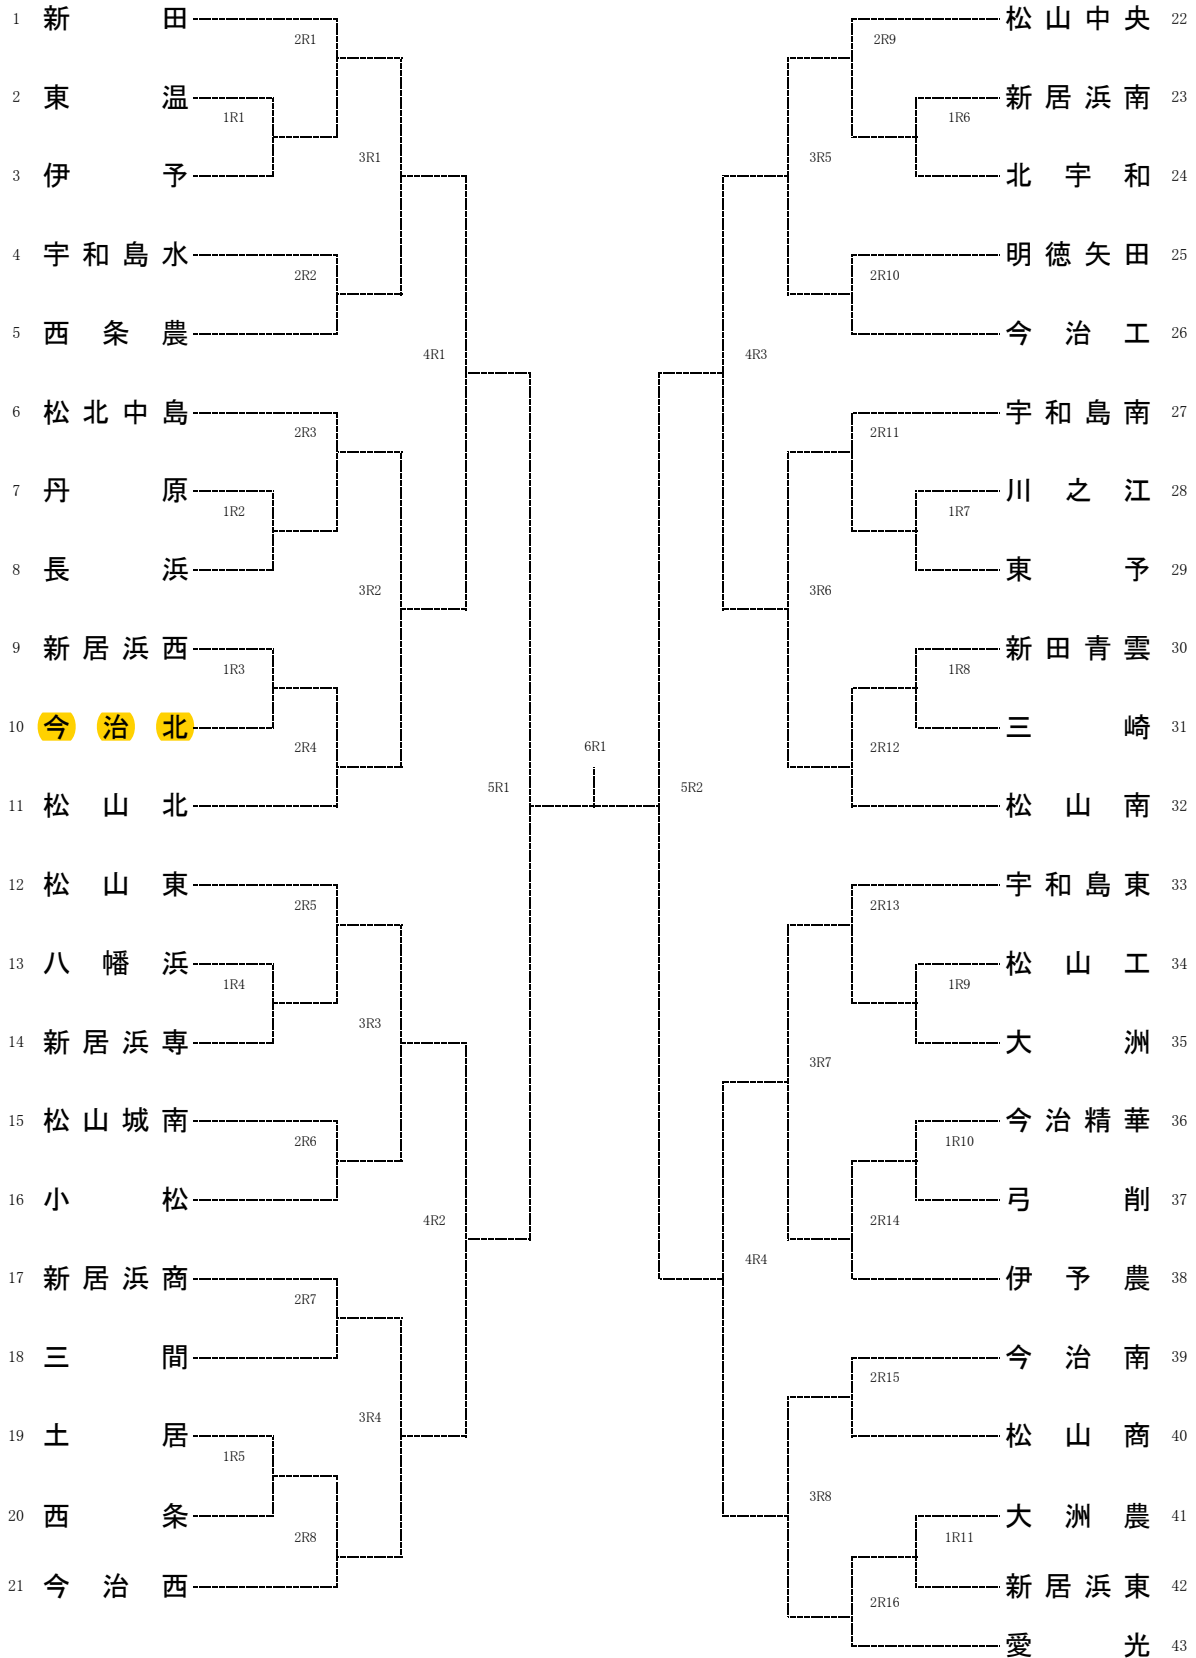 1 新田
2R1
2 東温
1R1
3 伊予
3R1
4 宇和島水
2R2
5 西条農
4R1
6 松北中島
2R3
7 丹原
1R2
8 長浜
3R2
9 新居浜西
1R3
10 今治北
2R4
11 松山北
5R1
12 松山東
2R5
13 八幡浜
1R4
14 新居浜専
3R3
15 松山城南
2R6
16 小松
4R2
17 新居浜商
2R7
18 三間
3R4
19 土居
1R5
20 西条
2R8
21 今治西
6R1
松山中央 22
2R9
新居浜南 23
1R6
北宇和 24
3R5
明徳矢田 25
2R10
今治工 26
4R3
宇和島南 27
2R11
川之江 28
1R7
東予 29
3R6
新田青雲 30
1R8
三崎 31
2R12
松山南 32
5R2
宇和島東 33
2R13
松山工 34
1R9
大洲 35
3R7
今治精華 36
1R10
弓削 37
2R14
伊予農 38
4R4
今治南 39
2R15
松山商 40
3R8
大洲農 41
1R11
新居浜東 42
2R16
愛光 43